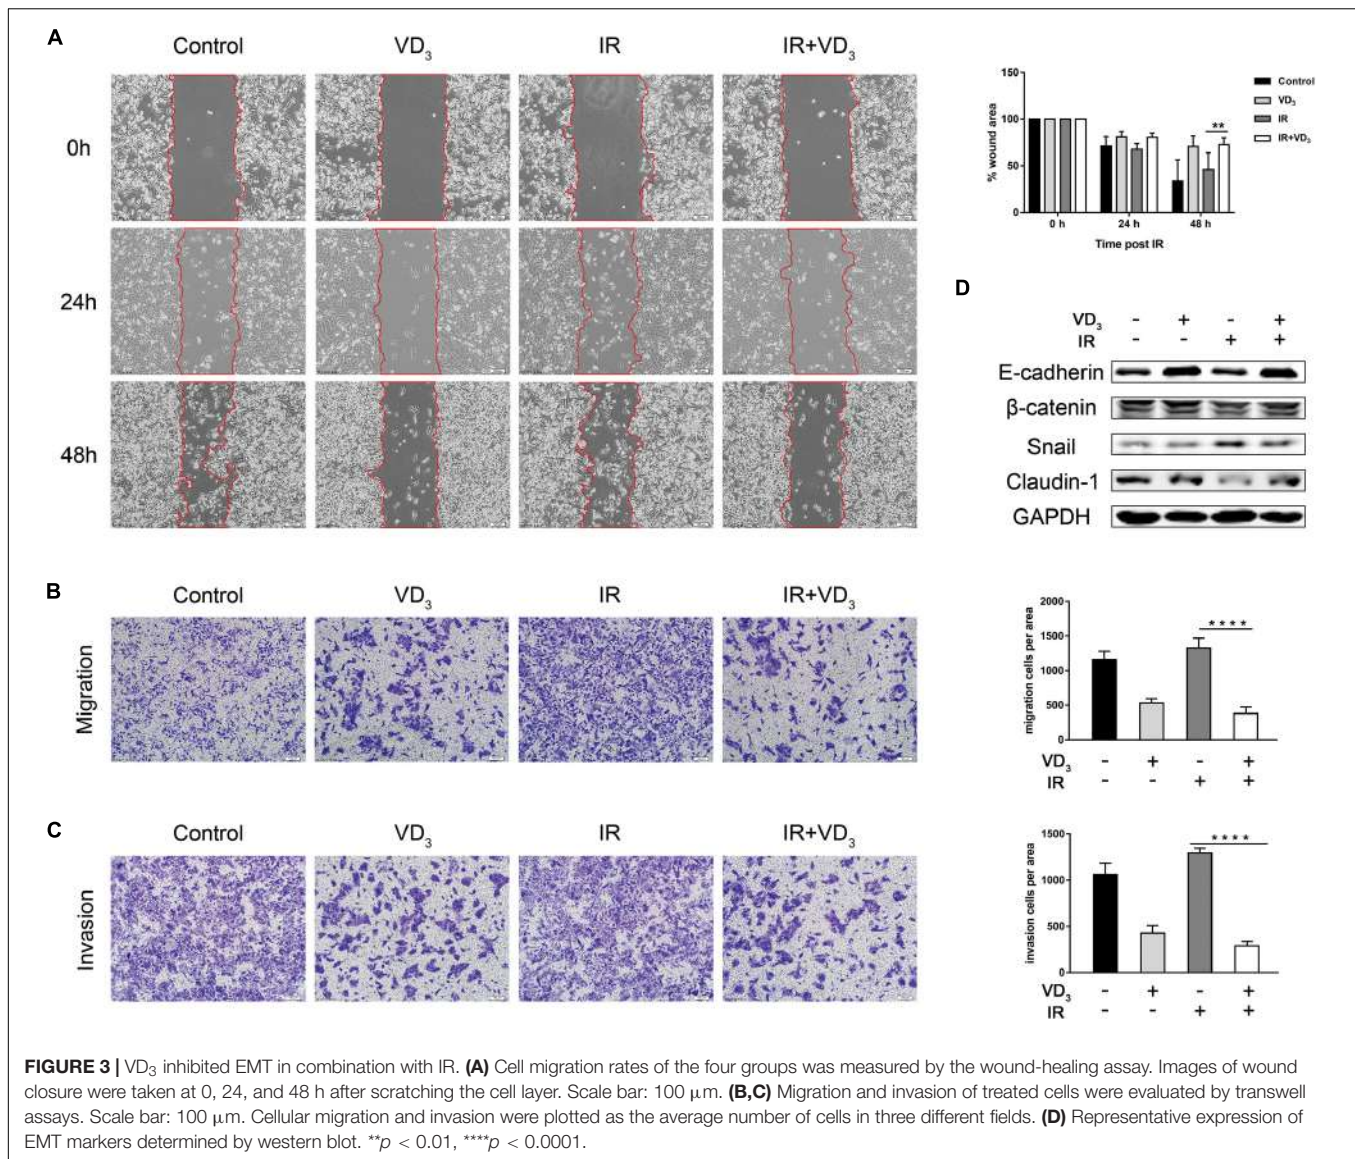 A
Control
VD₃
IR
IR+VD₃
0h
24h
48h
150
100
50
0
% wound area
0 h
24 h
48 h
Time post IR
**
Control
VD₃
IR
IR+VD₃
D
VD₃ - + - +
IR - - + +
E-cadherin
β-catenin
Snail
Claudin-1
GAPDH
B
Control
VD₃
IR
IR+VD₃
Migration
2000
1500
1000
500
0
migration cells per area
****
VD₃ - + - +
IR - - + +
C
Control
VD₃
IR
IR+VD₃
Invasion
1500
1000
500
0
invasion cells per area
****
VD₃ - + - +
IR - - + +
FIGURE 3 | VD₃ inhibited EMT in combination with IR. (A) Cell migration rates of the four groups was measured by the wound-healing assay. Images of wound
closure were taken at 0, 24, and 48 h after scratching the cell layer. Scale bar: 100 μm. (B,C) Migration and invasion of treated cells were evaluated by transwell
assays. Scale bar: 100 μm. Cellular migration and invasion were plotted as the average number of cells in three different fields. (D) Representative expression of
EMT markers determined by western blot. **p < 0.01, ****p < 0.0001.